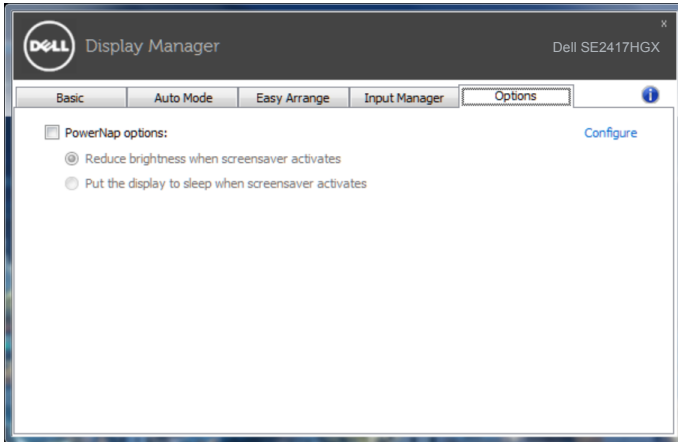 x
DELL Display Manager Dell SE2417HGX
Basic Auto Mode Easy Arrange Input Manager Options i
PowerNap options: Configure
Reduce brightness when screensaver activates
Put the display to sleep when screensaver activates